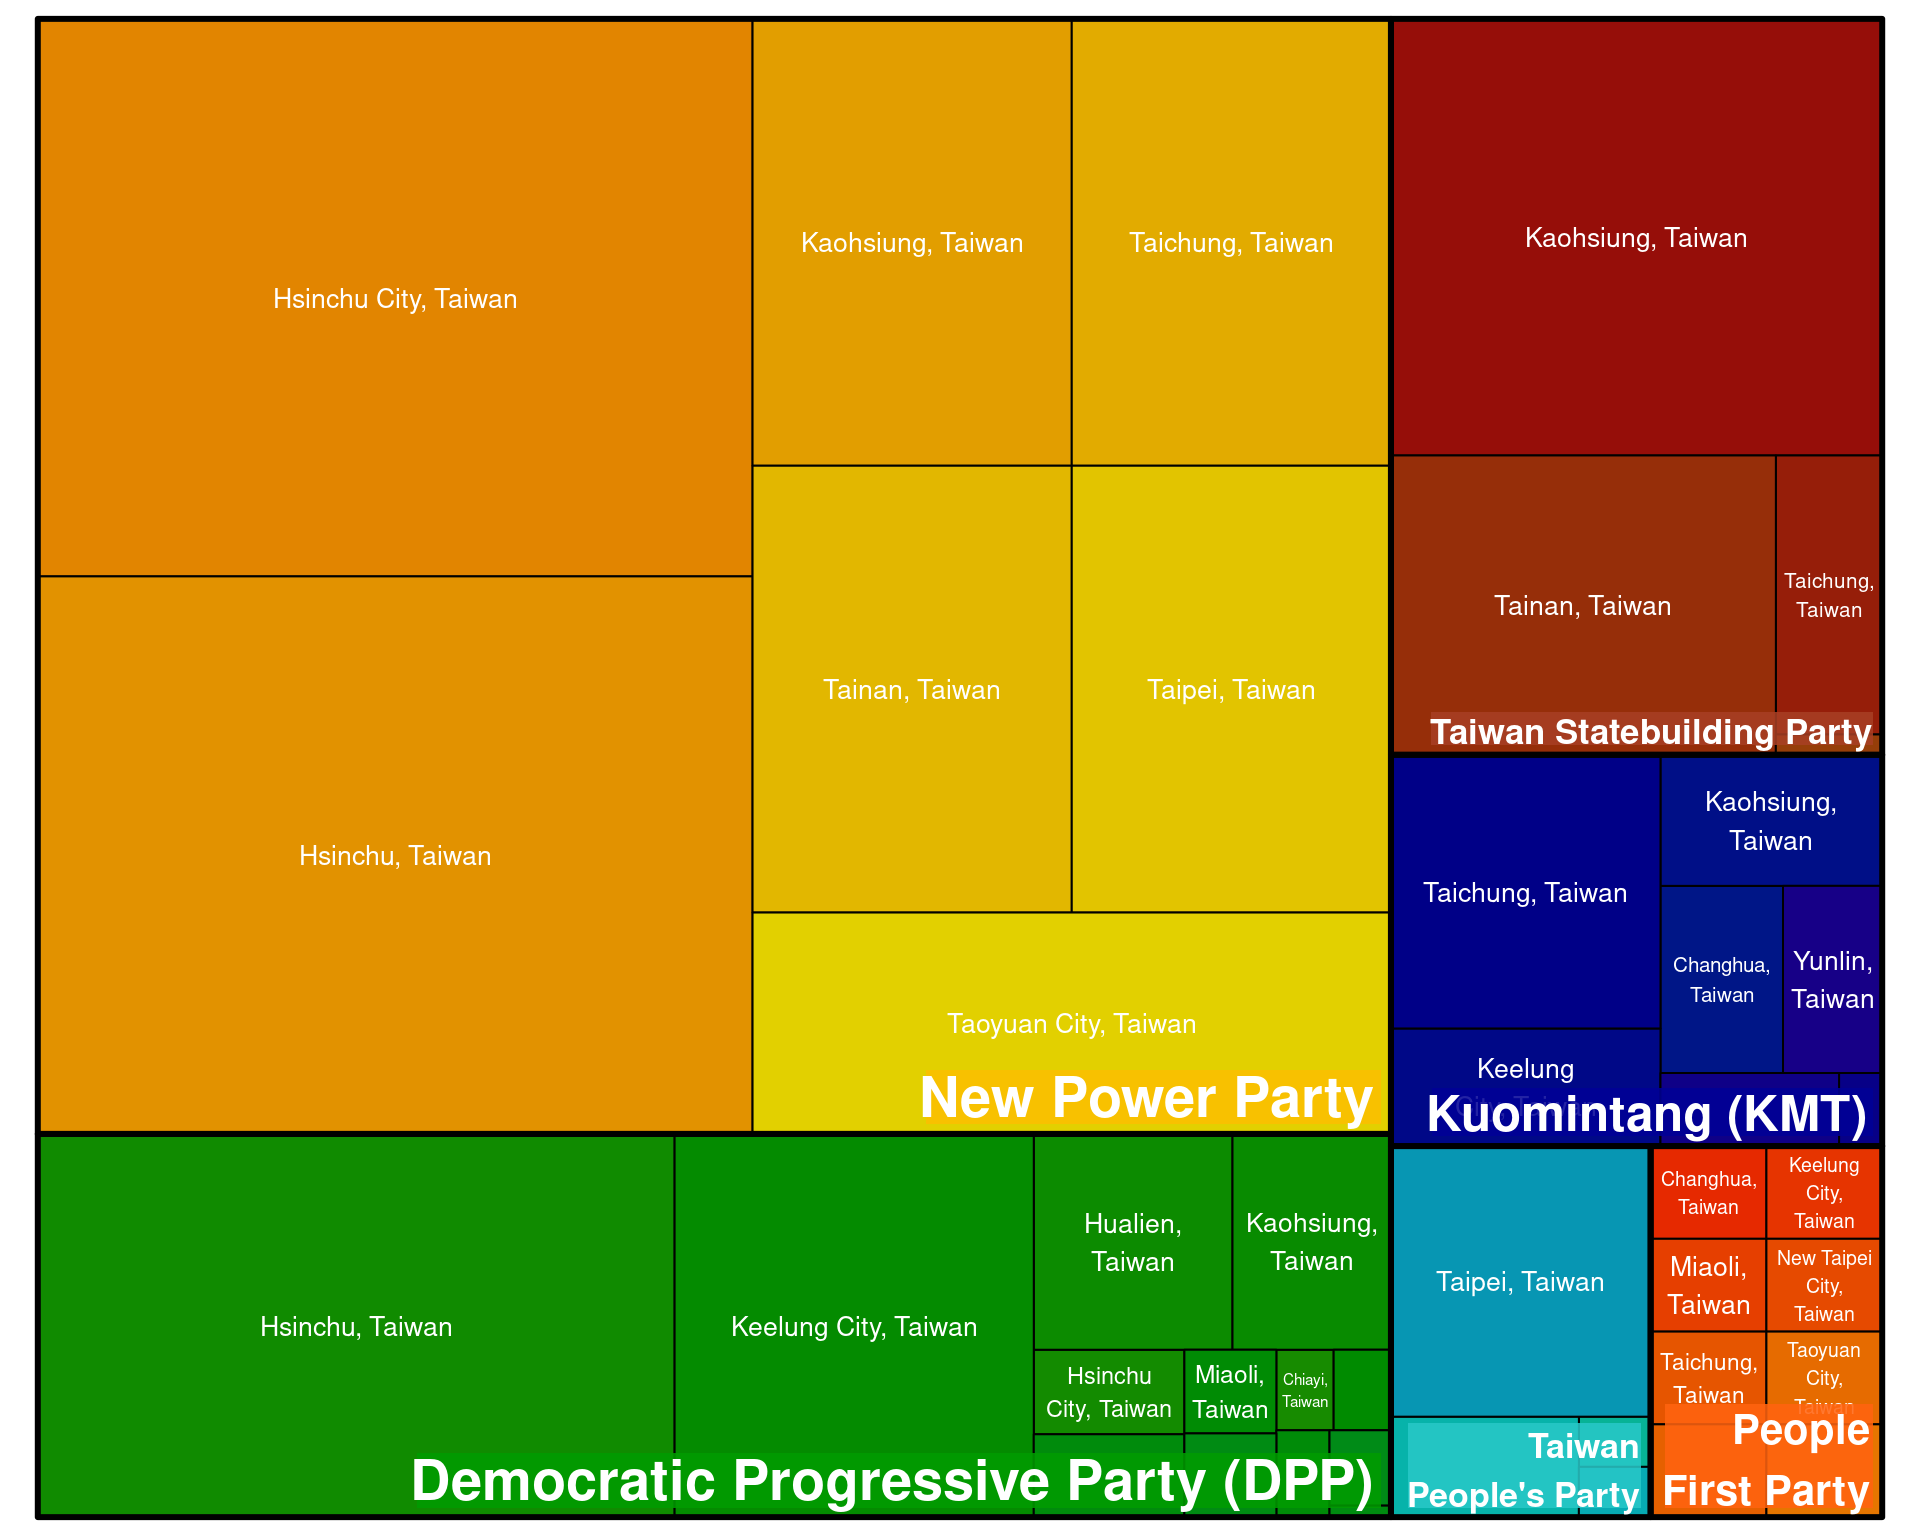 Hsinchu City, Taiwan
Kaohsiung, Taiwan
Taichung, Taiwan
Hsinchu, Taiwan
Tainan, Taiwan
Taipei, Taiwan
Taoyuan City, Taiwan
New Power Party
Kaohsiung, Taiwan
Tainan, Taiwan
Taichung,
Taiwan
Taiwan Statebuilding Party
Taichung, Taiwan
Kaohsiung,
Taiwan
Changhua,
Taiwan
Yunlin,
Taiwan
Keelung
City, Taiwan
Kuomintang (KMT)
Hsinchu, Taiwan
Keelung City, Taiwan
Hualien,
Taiwan
Kaohsiung,
Taiwan
Hsinchu
City, Taiwan
Miaoli,
Taiwan
Chiayi,
Taiwan
Democratic Progressive Party (DPP)
Taipei, Taiwan
Taiwan
People's Party
Changhua,
Taiwan
Keelung
City,
Taiwan
Miaoli,
Taiwan
New Taipei
City,
Taiwan
Taichung,
Taiwan
Taoyuan
City,
Taiwan
People
First Party